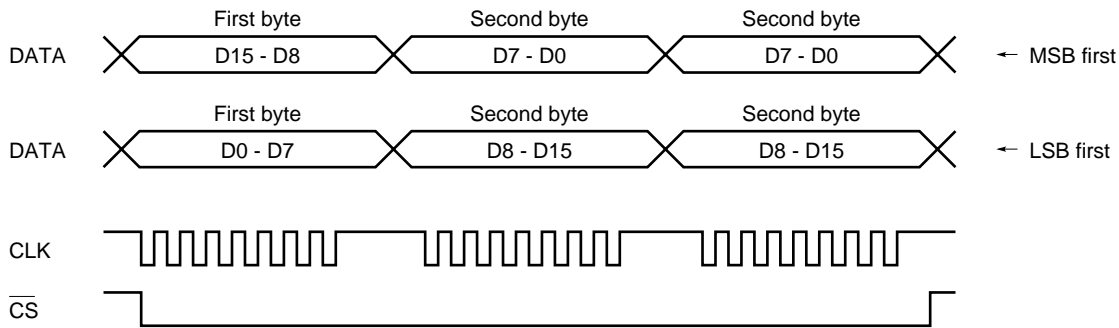 First byte Second byte Second byte
DATA D15 - D8 D7 - D0 D7 - D0 ← MSB first
First byte Second byte Second byte
DATA D0 - D7 D8 - D15 D8 - D15 ← LSB first
CLK
C̅S̅